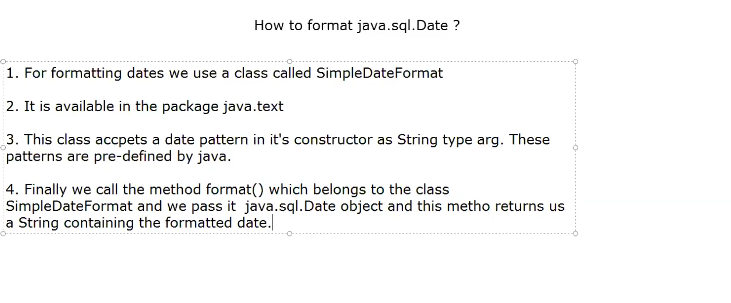 How to format java.sql.Date ?
1. For formatting dates we use a class called SimpleDateFormat
2. It is available in the package java.text
3. This class accpets a date pattern in it's constructor as String type arg. These
patterns are pre-defined by java.
4. Finally we call the method format() which belongs to the class
SimpleDateFormat and we pass it  java.sql.Date object and this metho returns us
a String containing the formatted date.